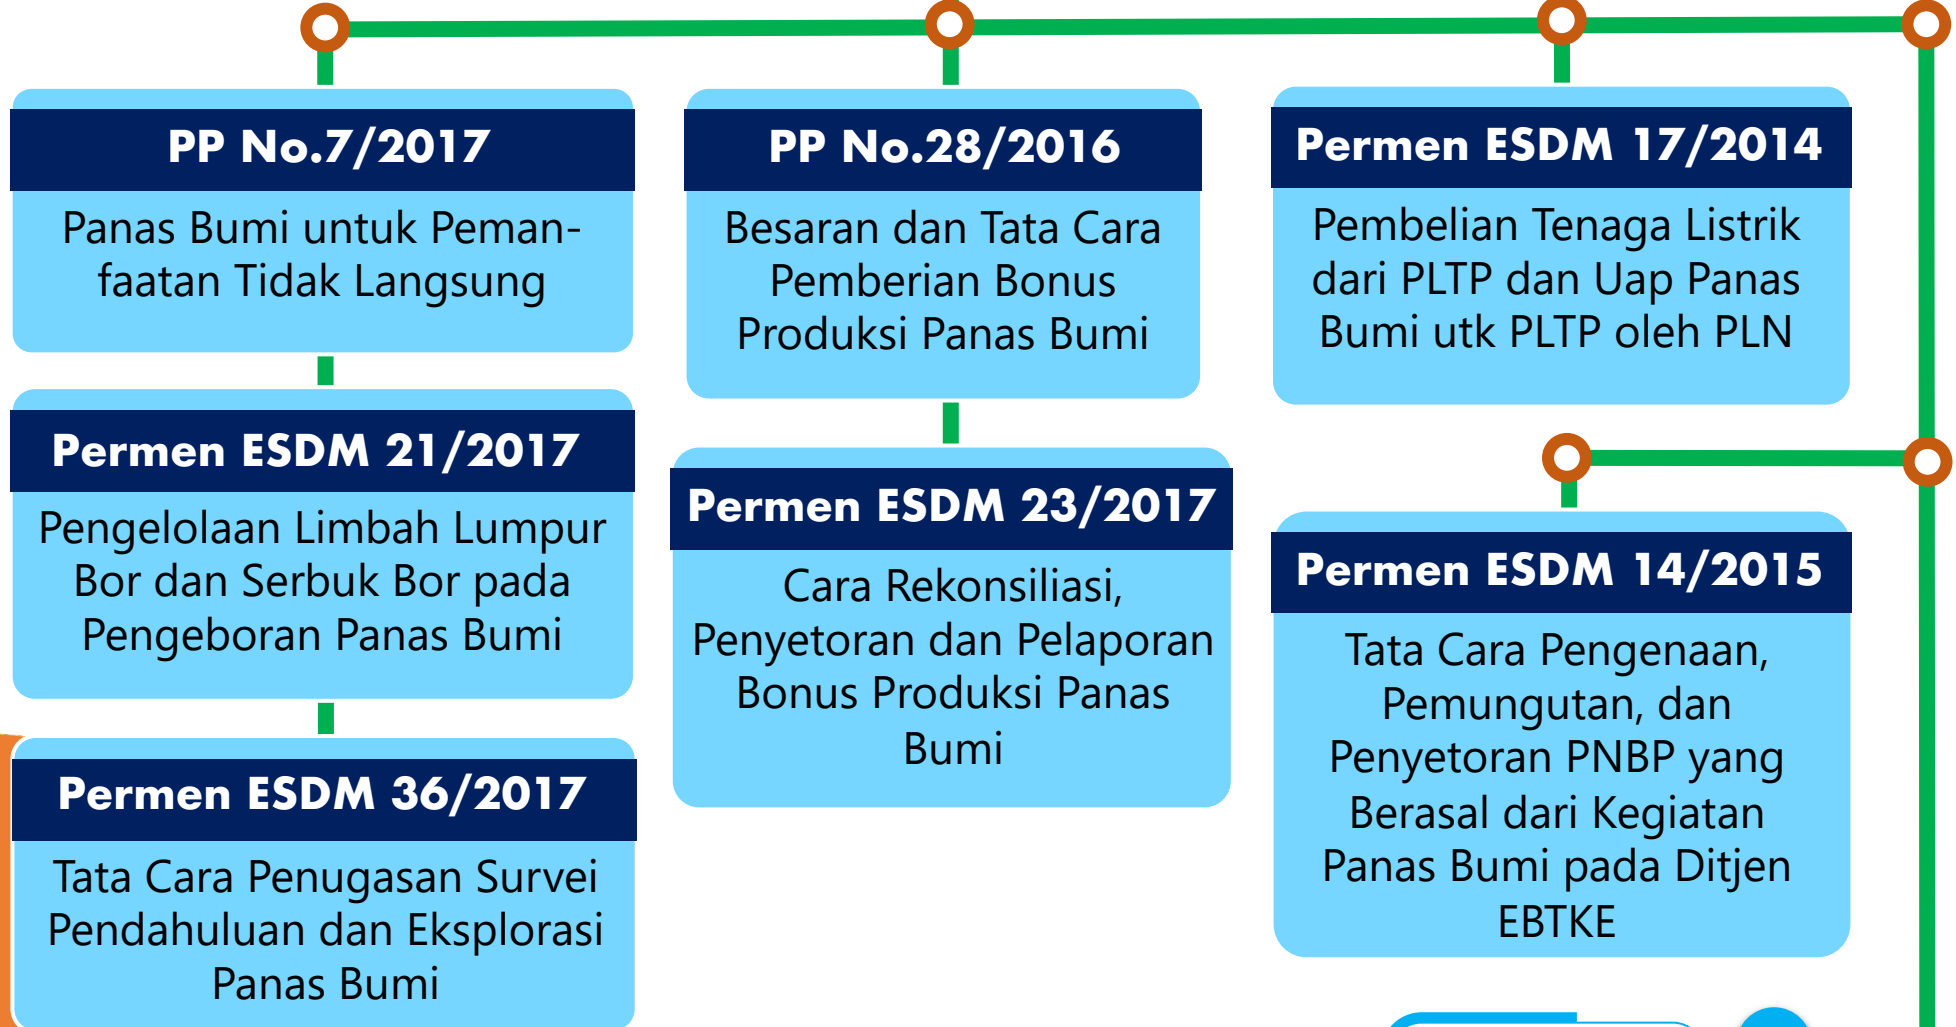 PP No.7/2017
Panas Bumi untuk Peman-
faatan Tidak Langsung
Permen ESDM 21/2017
Pengelolaan Limbah Lumpur
Bor dan Serbuk Bor pada
Pengeboran Panas Bumi
Permen ESDM 36/2017
Tata Cara Penugasan Survei
Pendahuluan dan Eksplorasi
Panas Bumi
PP No.28/2016
Besaran dan Tata Cara
Pemberian Bonus
Produksi Panas Bumi
Permen ESDM 23/2017
Cara Rekonsiliasi,
Penyetoran dan Pelaporan
Bonus Produksi Panas
Bumi
Permen ESDM 17/2014
Pembelian Tenaga Listrik
dari PLTP dan Uap Panas
Bumi utk PLTP oleh PLN
Permen ESDM 14/2015
Tata Cara Pengenaan,
Pemungutan, dan
Penyetoran PNBP yang
Berasal dari Kegiatan
Panas Bumi pada Ditjen
EBTKE